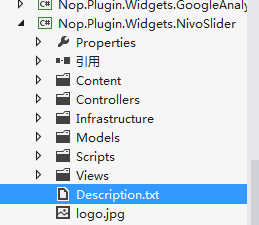 Nop.Plugin.Widgets.GoogleAnaly
Nop.Plugin.Widgets.NivoSlider
Properties
引用
Content
Controllers
Infrastructure
Models
Scripts
Views
Description.txt
logo.jpg